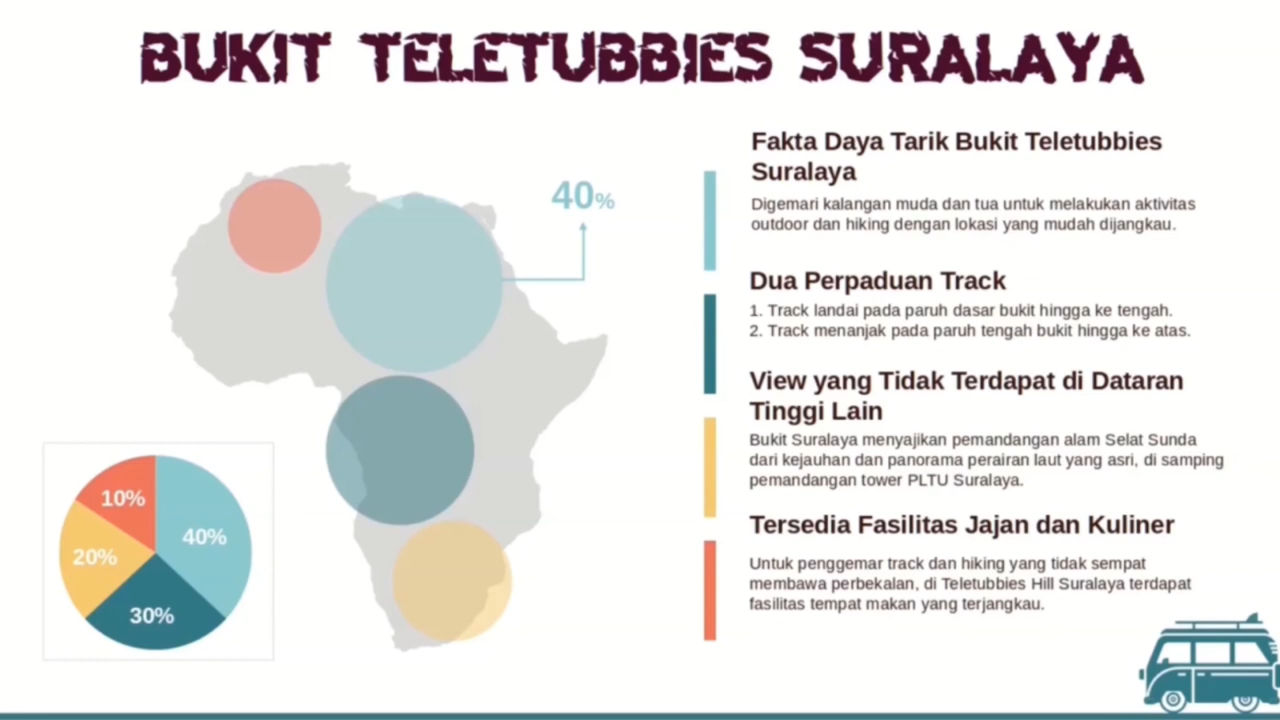 BUKIT TELETUBBIES SURALAYA
40%
Fakta Daya Tarik Bukit Teletubbies
Suralaya
Digemari kalangan muda dan tua untuk melakukan aktivitas
outdoor dan hiking dengan lokasi yang mudah dijangkau.
Dua Perpaduan Track
1. Track landai pada paruh dasar bukit hingga ke tengah.
2. Track menanjak pada paruh tengah bukit hingga ke atas.
View yang Tidak Terdapat di Dataran
Tinggi Lain
Bukit Suralaya menyajikan pemandangan alam Selat Sunda
dari kejauhan dan panorama perairan laut yang asri, di samping
pemandangan tower PLTU Suralaya.
Tersedia Fasilitas Jajan dan Kuliner
Untuk penggemar track dan hiking yang tidak sempat
membawa perbekalan, di Teletubbies Hill Suralaya terdapat
fasilitas tempat makan yang terjangkau.
10%
40%
20%
30%